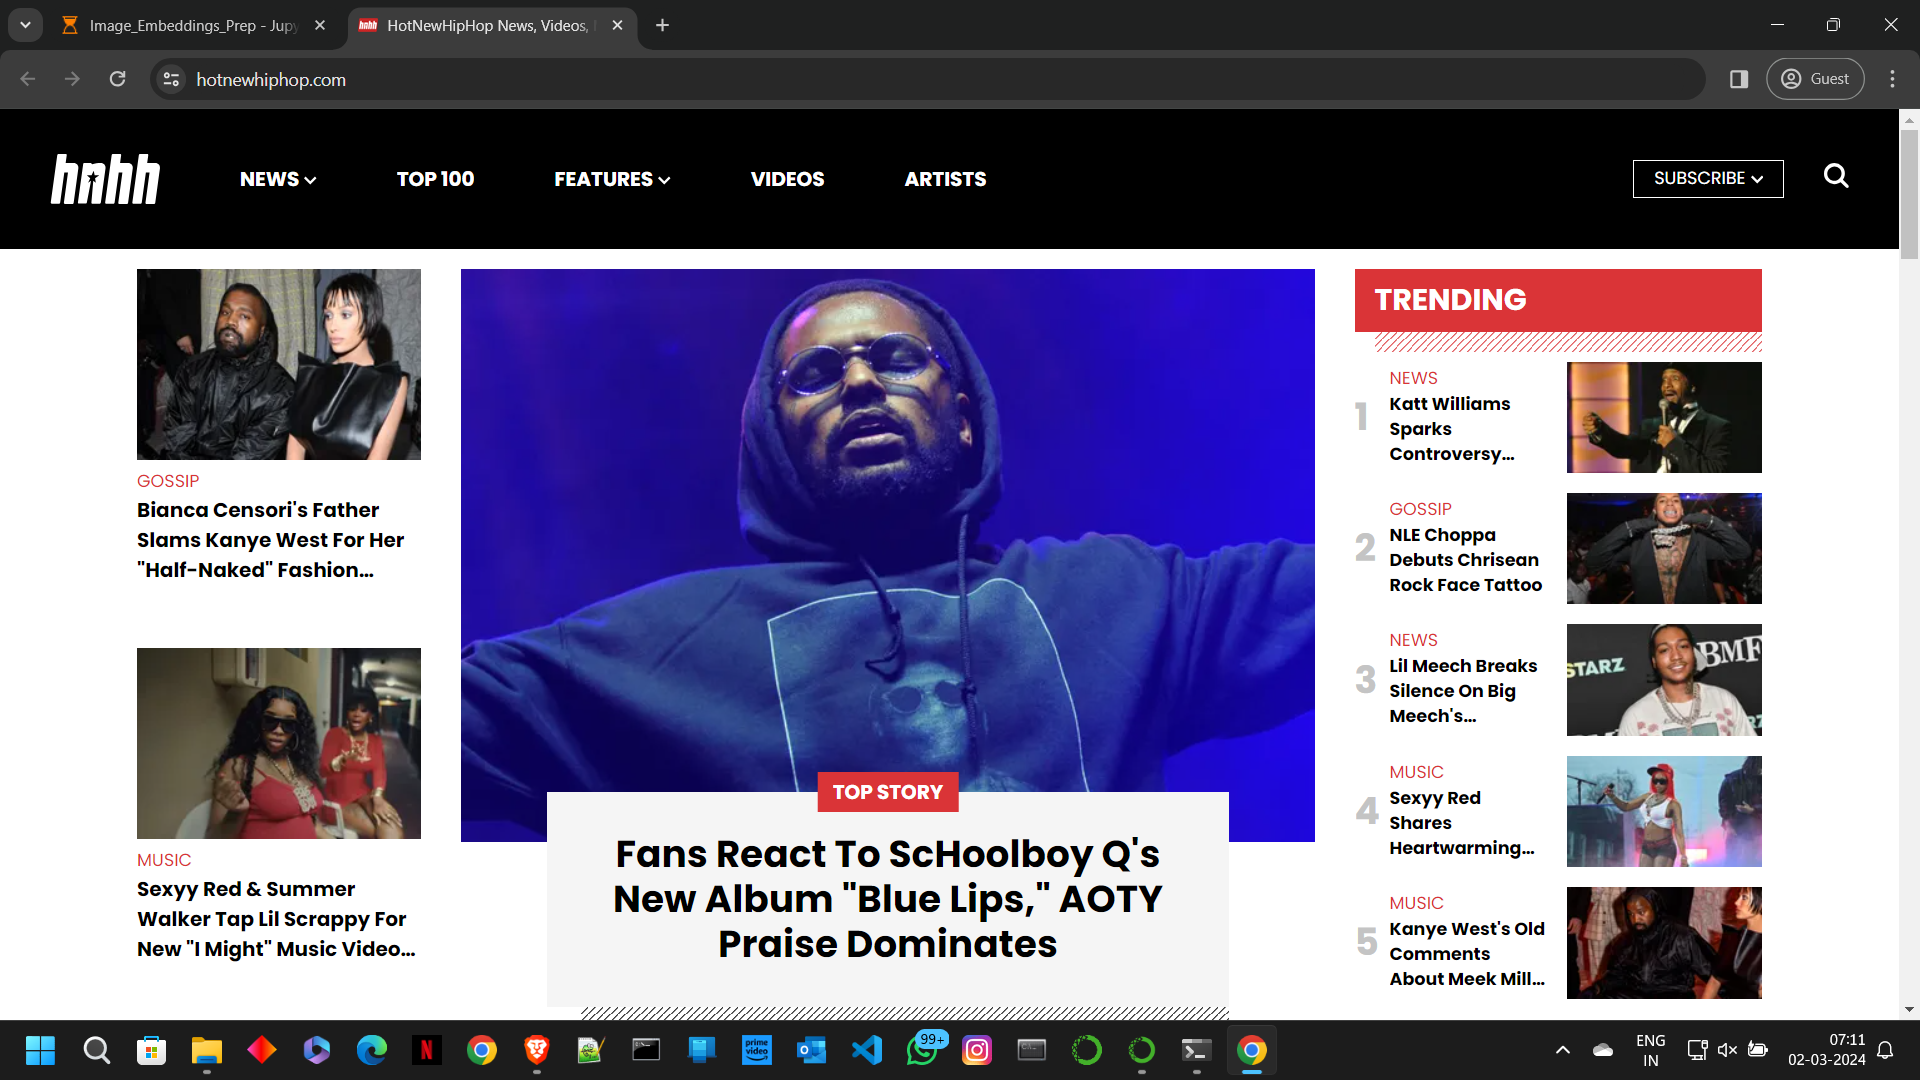 Image_Embeddings_Prep - Jupy
HotNewHipHop News, Videos,
hotnewhiphop.com
Guest
hnhh
NEWS
TOP 100
FEATURES
VIDEOS
ARTISTS
SUBSCRIBE
GOSSIP
Bianca Censori's Father
Slams Kanye West For Her
"Half-Naked" Fashion...
MUSIC
Sexyy Red & Summer
Walker Tap Lil Scrappy For
New "I Might" Music Video...
TOP STORY
Fans React To ScHoolboy Q's
New Album "Blue Lips," AOTY
Praise Dominates
TRENDING
1
NEWS
Katt Williams
Sparks
Controversy...
2
GOSSIP
NLE Choppa
Debuts Chrisean
Rock Face Tattoo
3
NEWS
Lil Meech Breaks
Silence On Big
Meech's...
STARZ
BMF
4
MUSIC
Sexyy Red
Shares
Heartwarming...
5
MUSIC
Kanye West's Old
Comments
About Meek Mill...
prime
video
99+
ENG
IN
07:11
02-03-2024